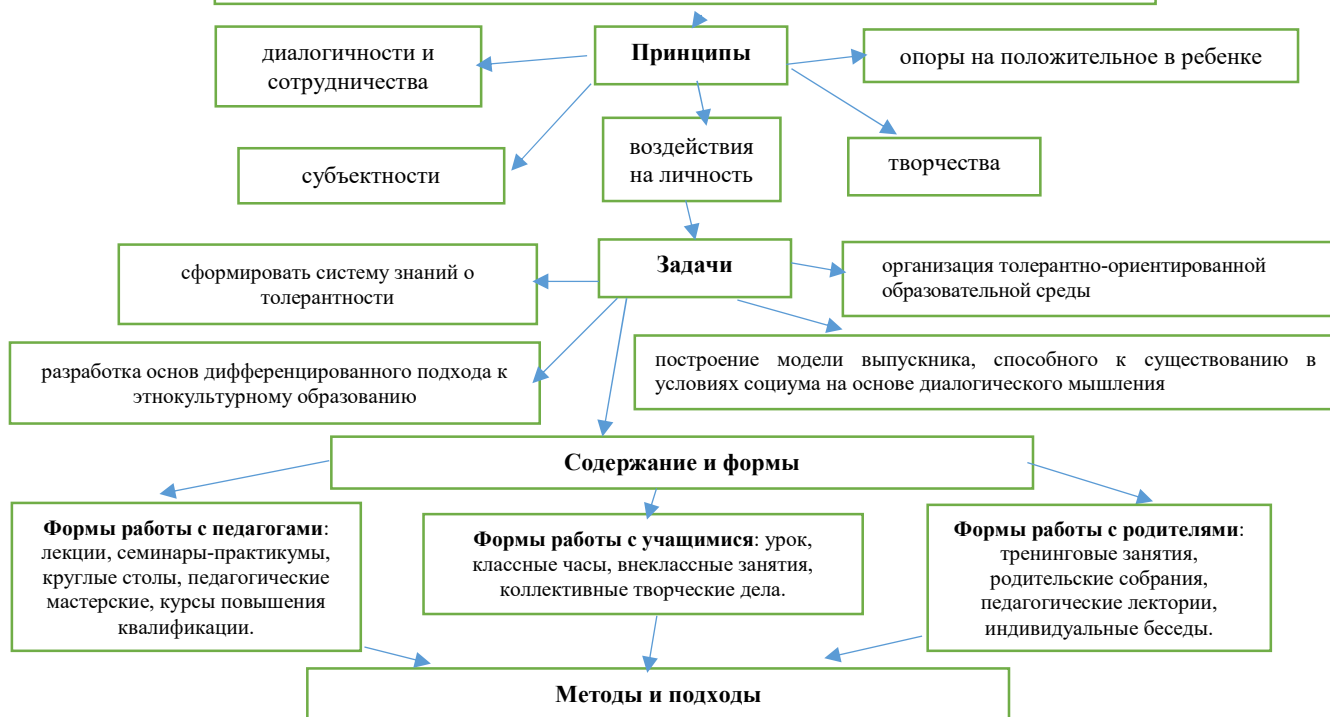 диалогичности и
сотрудничества
Принципы
опоры на положительное в ребенке
субъектности
воздействия
на личность
творчества
сформировать систему знаний о
толерантности
Задачи
организация толерантно-ориентированной
образовательной среды
разработка основ дифференцированного подхода к
этнокультурному образованию
построение модели выпускника, способного к существованию в
условиях социума на основе диалогического мышления
Содержание и формы
Формы работы с педагогами:
лекции, семинары-практикумы,
круглые столы, педагогические
мастерские, курсы повышения
квалификации.
Формы работы с учащимися: урок,
классные часы, внеклассные занятия,
коллективные творческие дела.
Формы работы с родителями:
тренинговые занятия,
родительские собрания,
педагогические лектории,
индивидуальные беседы.
Методы и подходы